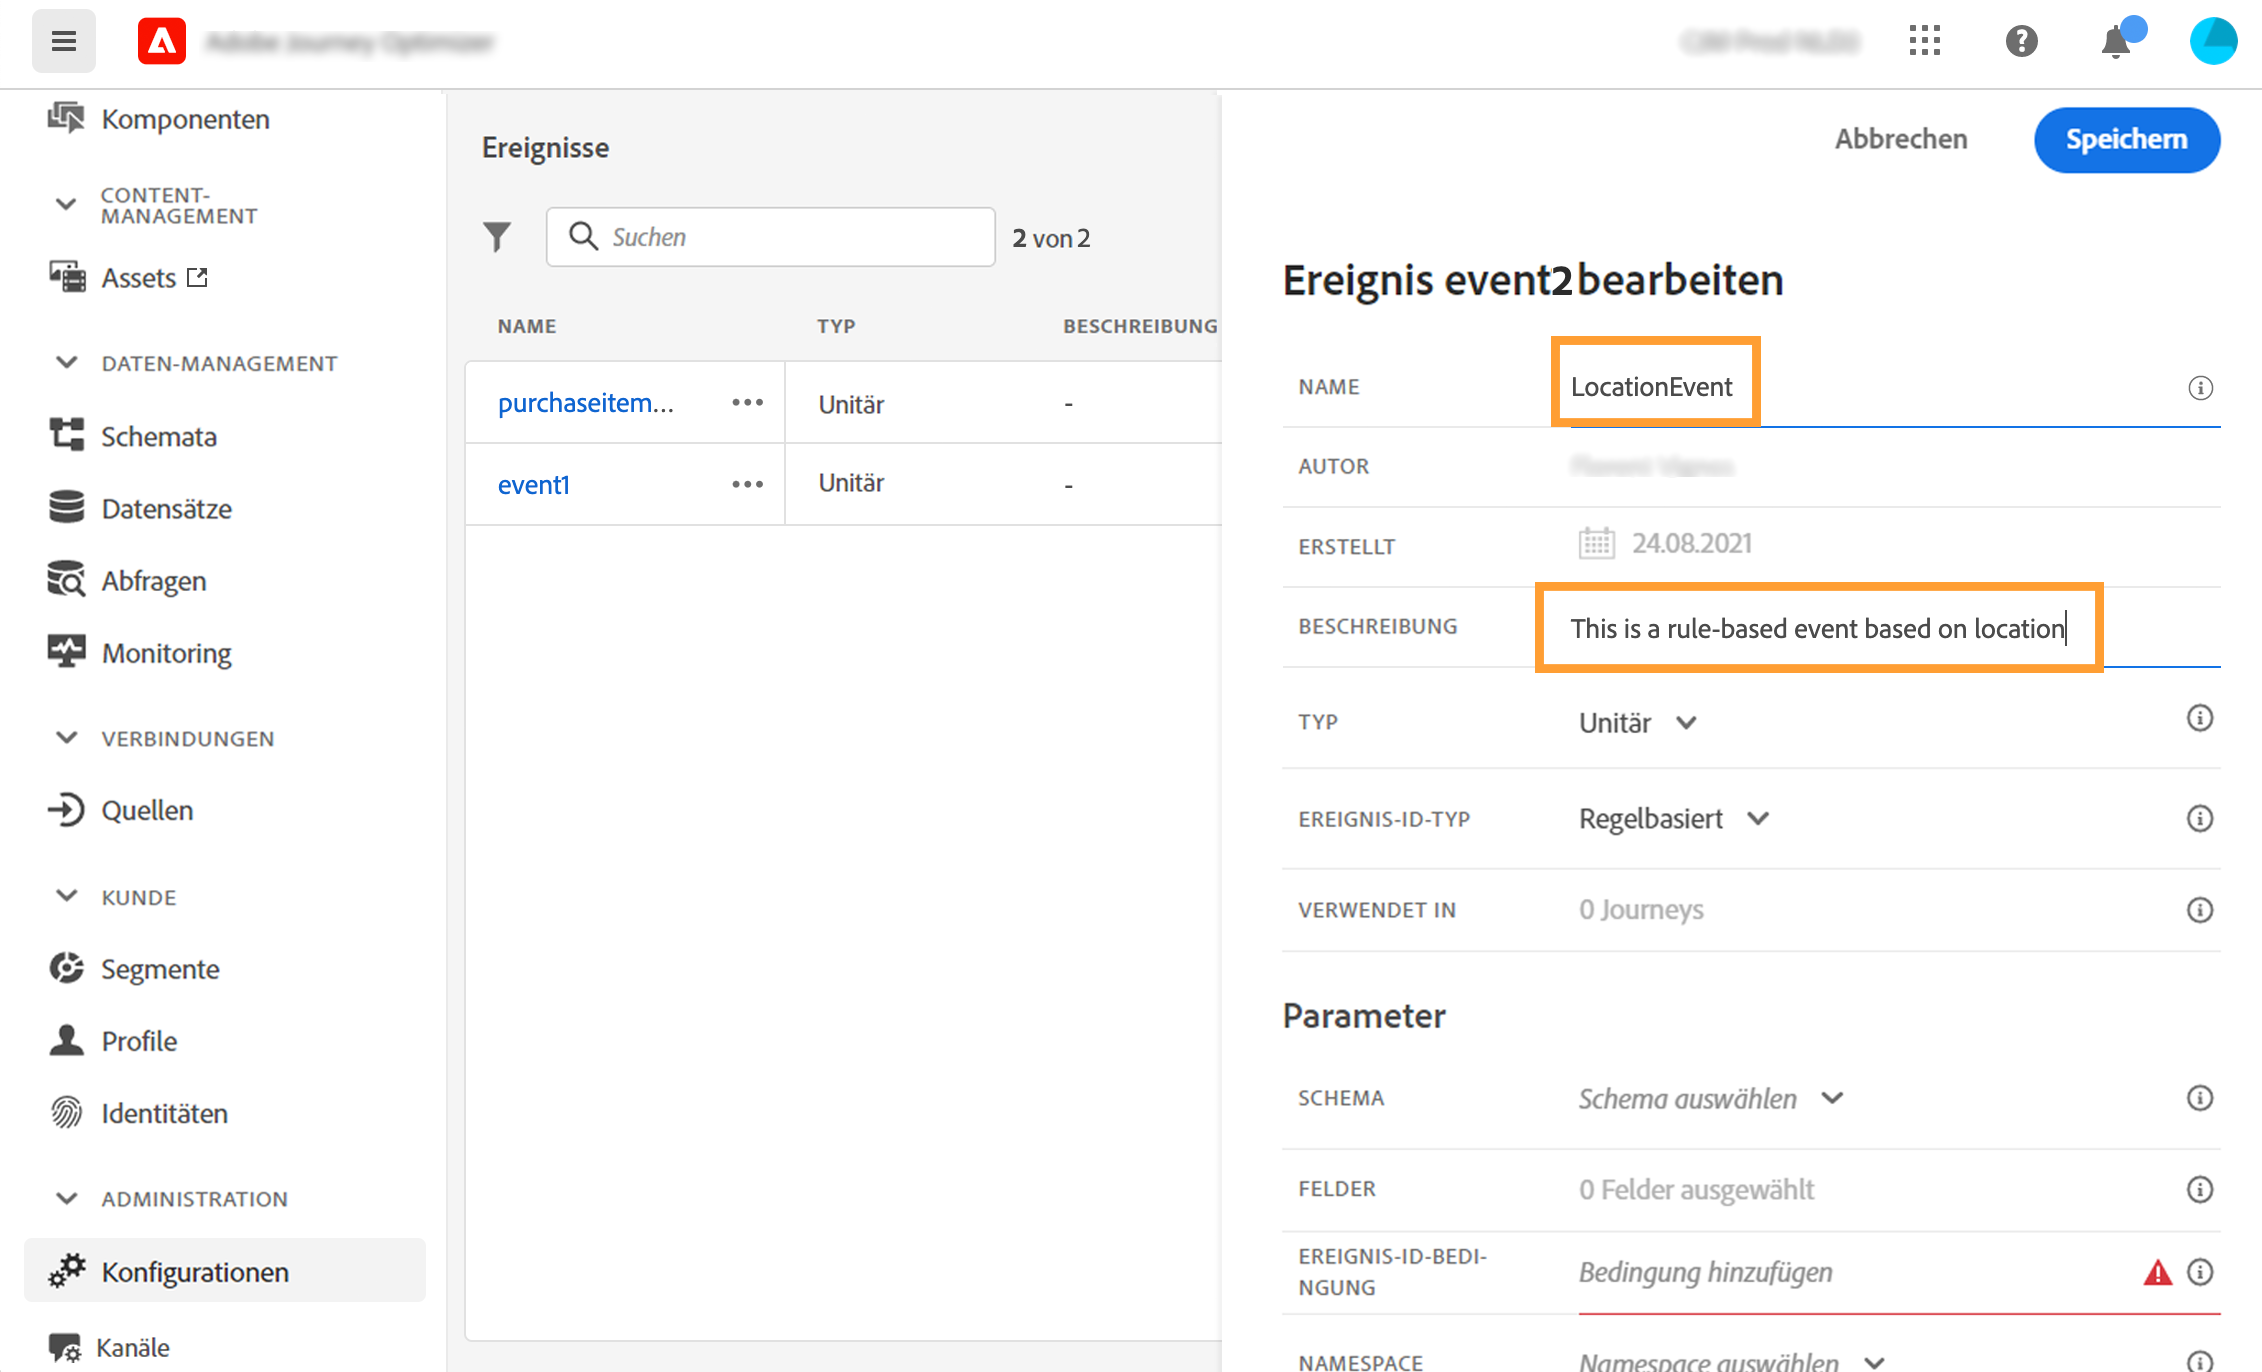 Komponenten
CONTENT-
MANAGEMENT
Assets
DATEN-MANAGEMENT
Schemata
Datensätze
Abfragen
Monitoring
VERBINDUNGEN
Quellen
KUNDE
Segmente
Profile
Identitäten
ADMINISTRATION
Konfigurationen
Kanäle
Ereignisse
Suchen
2 von 2
NAME TYP BESCHREIBUNG
purchaseitem... Unitär -
event1 Unitär -
Abbrechen Speichern
Ereignis event2 bearbeiten
NAME LocationEvent
AUTOR
ERSTELLT 24.08.2021
BESCHREIBUNG This is a rule-based event based on location
TYP Unitär
EREIGNIS-ID-TYP Regelbasiert
VERWENDET IN 0 Journeys
Parameter
SCHEMA Schema auswählen
FELDER 0 Felder ausgewählt
EREIGNIS-ID-BEDI-
NGUNG Bedingung hinzufügen
NAMESPACE Namespace auswählen